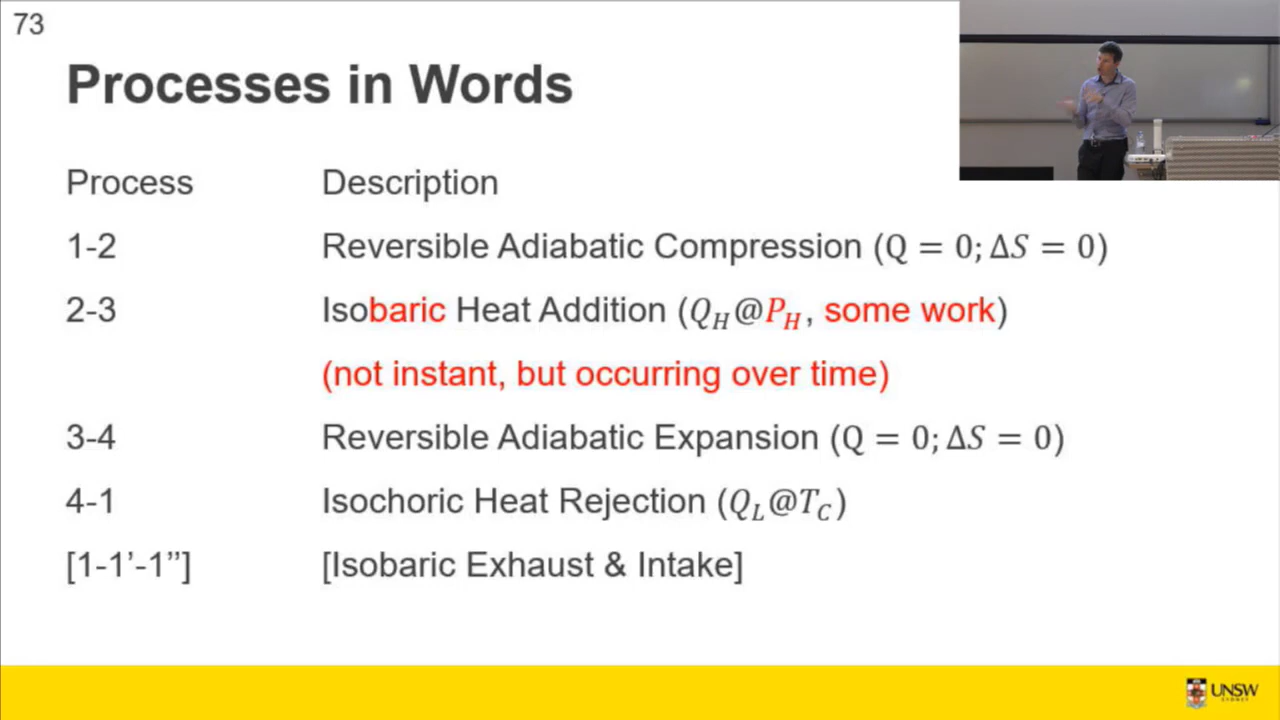 73
Processes in Words
Process Description
1-2 Reversible Adiabatic Compression (Q = 0; ΔS = 0)
2-3 Isobaric Heat Addition (Q_H@P_H, some work)
(not instant, but occurring over time)
3-4 Reversible Adiabatic Expansion (Q = 0; ΔS = 0)
4-1 Isochoric Heat Rejection (Q_L@T_C)
[1-1’-1”] [Isobaric Exhaust & Intake]
UNSW
SYDNEY